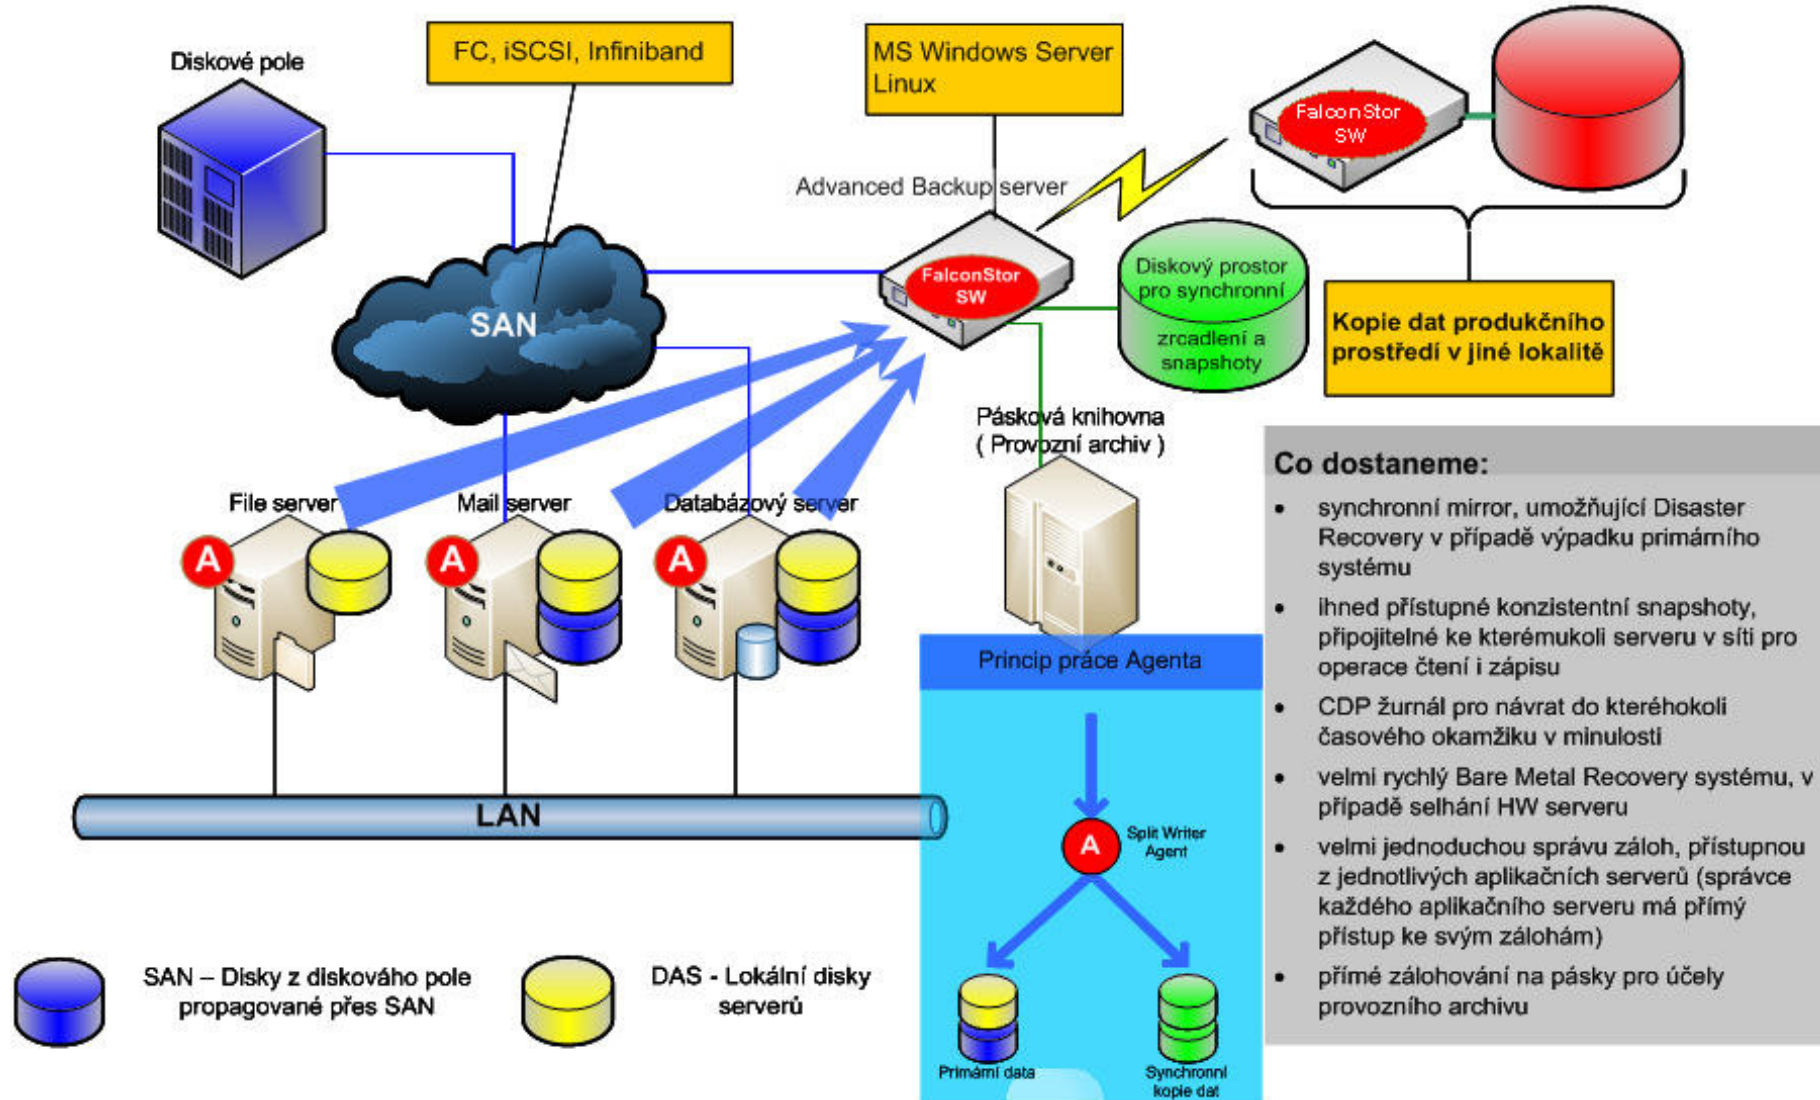 Diskové pole
FC, iSCSI, Infiniband
MS Windows Server
Linux
FalconStor
SW
Advanced Backup server
FalconStor
SW
Diskový prostor
pro synchronní
zrcadlení a
snapshoty
Kopie dat produkčního
prostředí v jiné lokalitě
SAN
Pásková knihovna
( Provozní archiv )
File server
Mail server
Databázový server
A
A
A
LAN
Princip práce Agenta
A
Split Writer
Agent
Primární data
Synchronní
kopie dat
Co dostaneme:
• synchronní mirror, umožňující Disaster
Recovery v případě výpadku primárního
systému
• ihned přístupné konzistentní snapshoty,
připojitelné ke kterémukoli serveru v síti pro
operace čtení i zápisu
• CDP žurnál pro návrat do kteréhokoli
časového okamžiku v minulosti
• velmi rychlý Bare Metal Recovery systému, v
případě selhání HW serveru
• velmi jednoduchou správu záloh, přístupnou
z jednotlivých aplikačních serverů (správce
každého aplikačního serveru má přímý
přístup ke svým zálohám)
• přímé zálohování na pásky pro účely
provozního archivu
SAN – Disky z diskováho pole
propagované přes SAN
DAS - Lokální disky
serverů